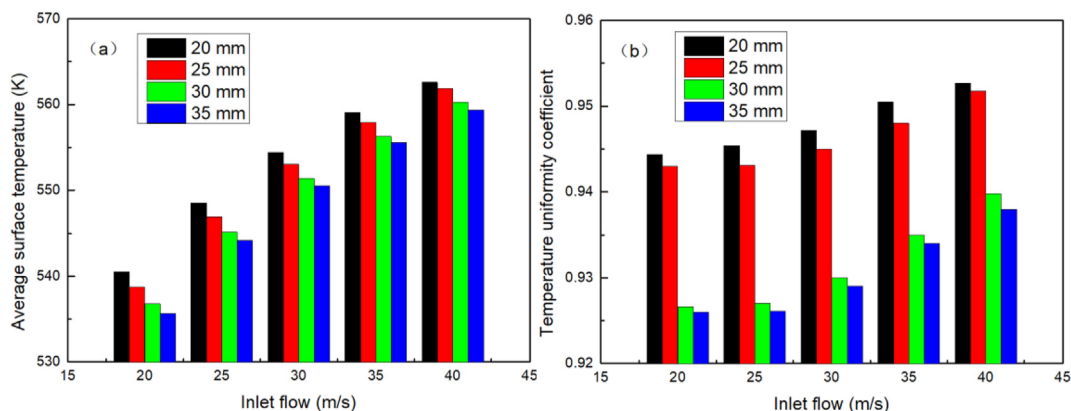 (a)
20 mm
25 mm
30 mm
35 mm
Average surface temperature (K)
570
560
550
540
530
15
20
25
30
35
40
45
Inlet flow (m/s)
(b)
20 mm
25 mm
30 mm
35 mm
Temperature uniformity coefficient
0.96
0.95
0.94
0.93
0.92
15
20
25
30
35
40
45
Inlet flow (m/s)